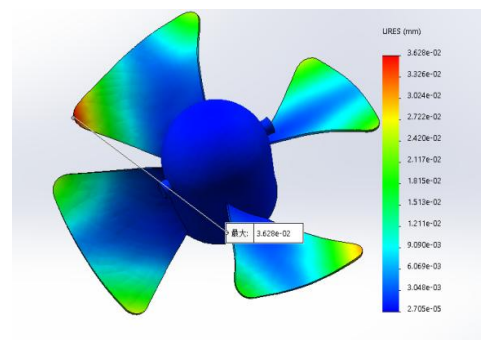 URES (mm)
3.628e-02
3.326e-02
3.024e-02
2.722e-02
2.420e-02
2.117e-02
1.815e-02
1.513e-02
1.211e-02
9.090e-03
6.069e-03
3.048e-03
2.705e-05
最大: 3.628e-02